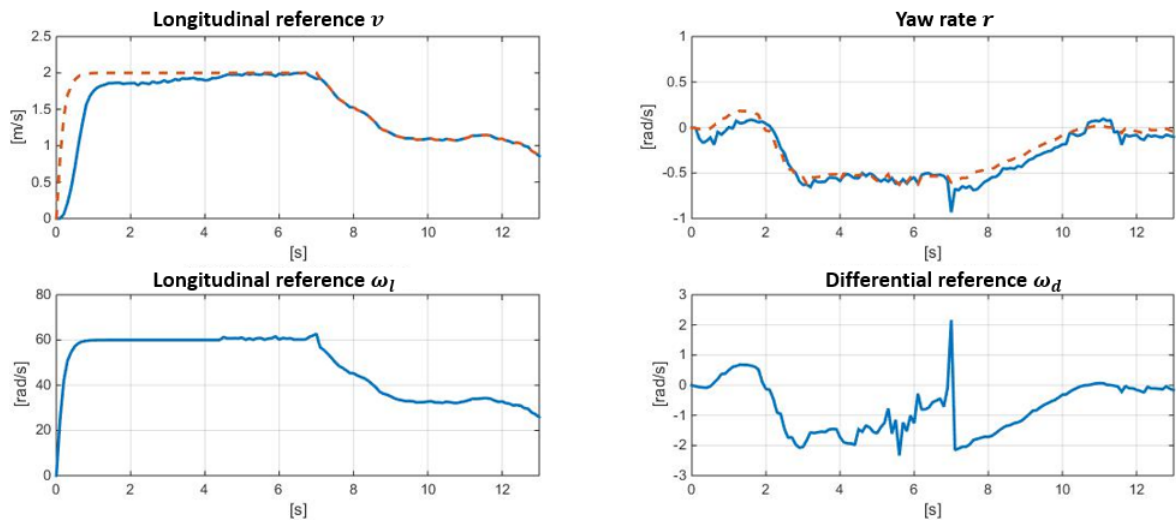 Longitudinal reference v
2.5
2
1.5
1
0.5
0
[m/s]
0 2 4 6 8 10 12
[s]
Yaw rate r
1
0.5
0
-0.5
-1
[rad/s]
0 2 4 6 8 10 12
[s]
Longitudinal reference ω_l
80
60
40
20
0
[rad/s]
0 2 4 6 8 10 12
[s]
Differential reference ω_d
3
2
1
0
-1
-2
-3
[rad/s]
0 2 4 6 8 10 12
[s]